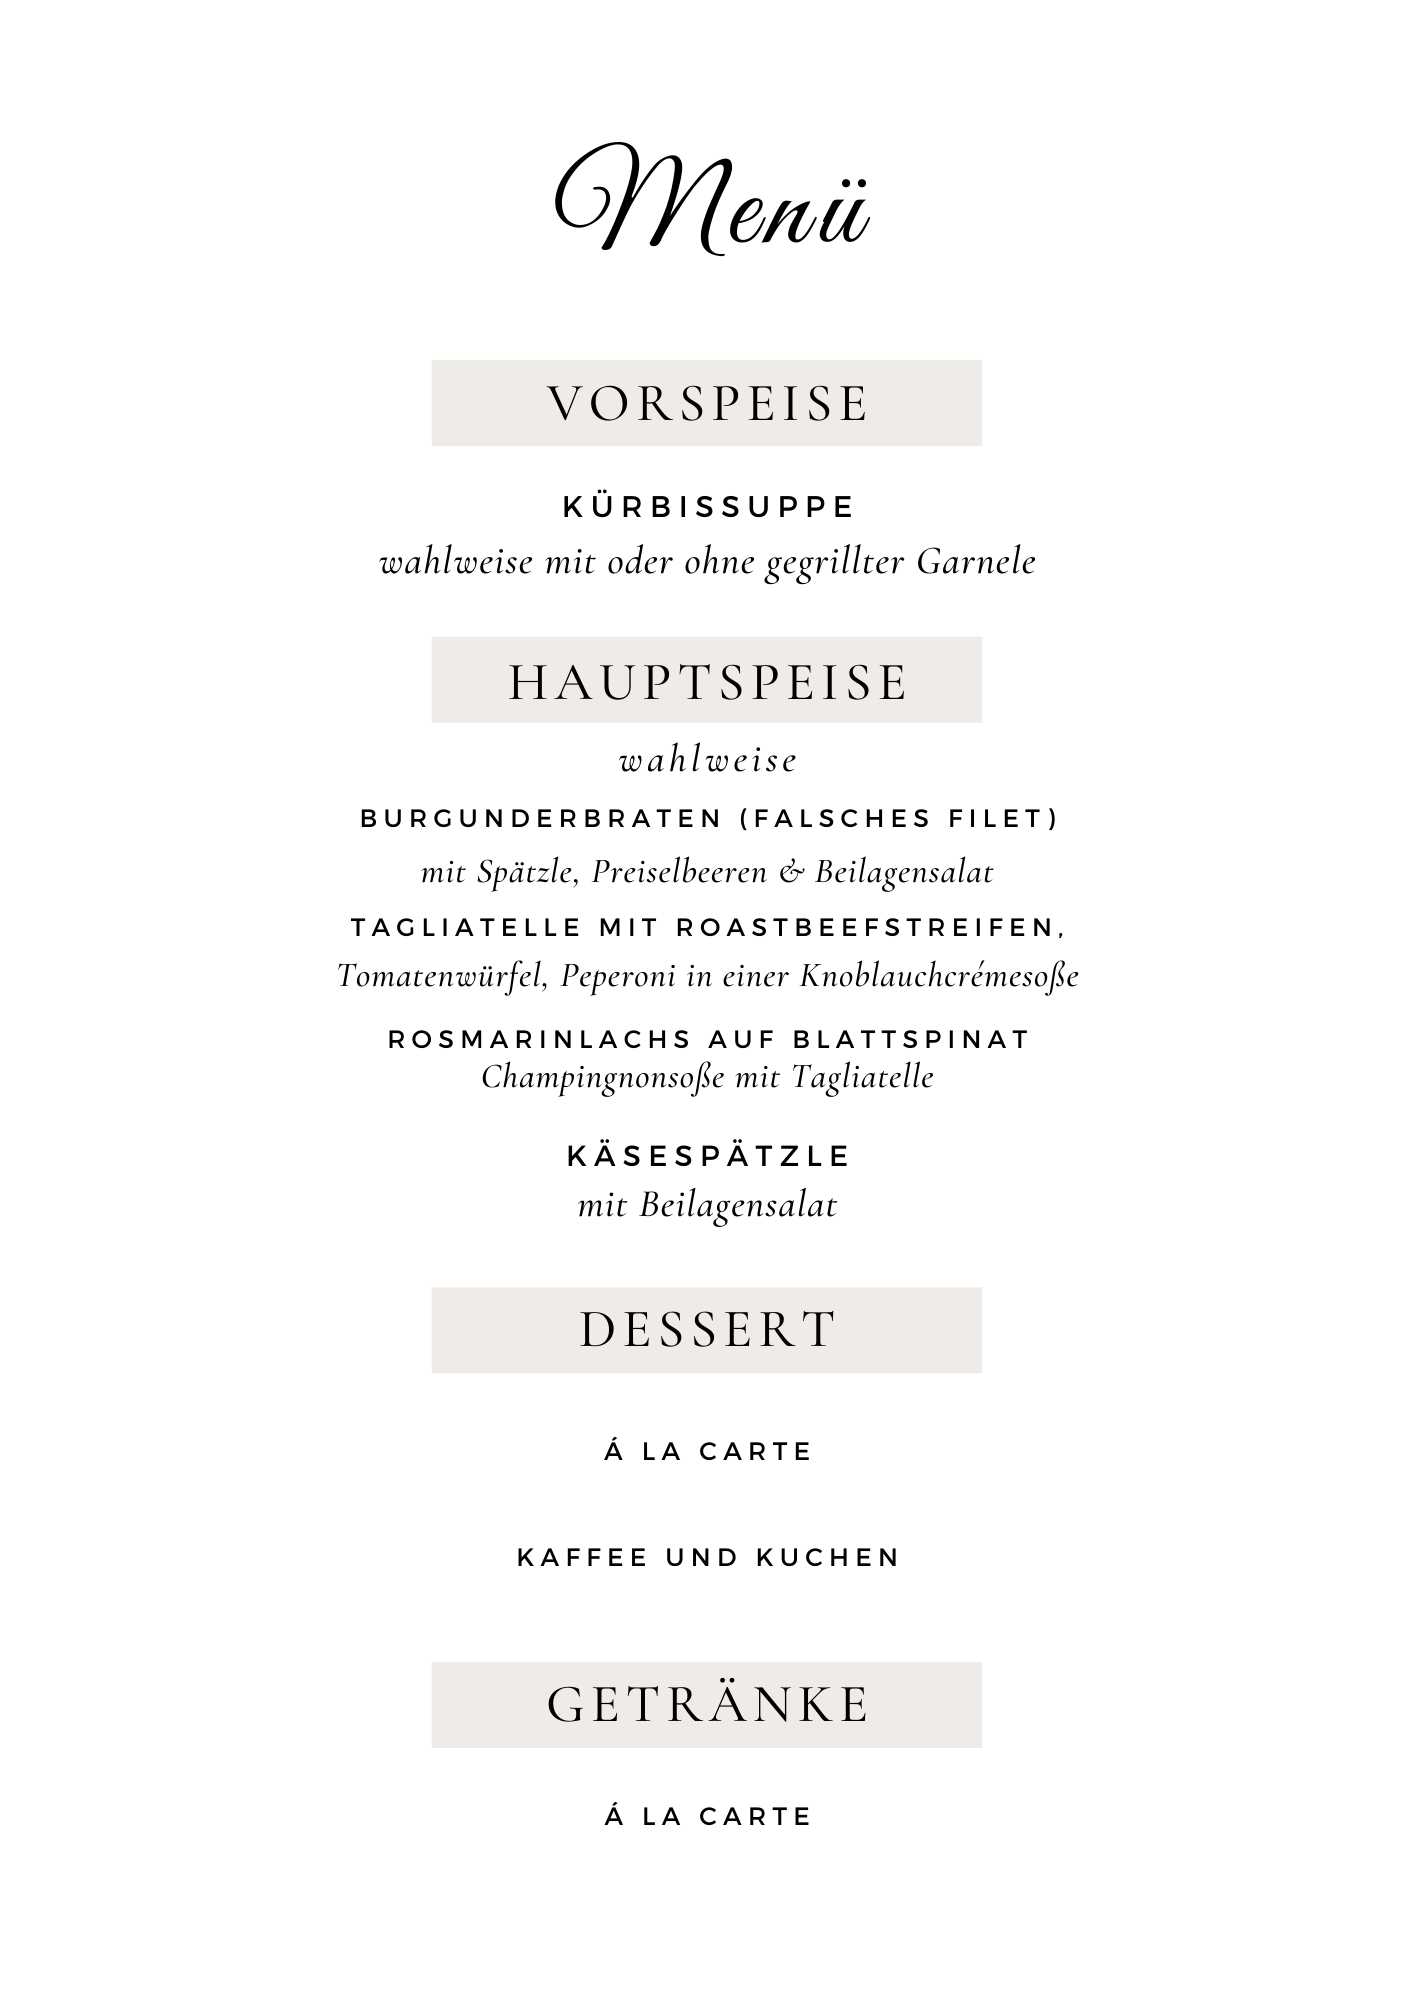 Menü
VORSPEISE
KÜRBISSUPPE
wahlweise mit oder ohne gegrillter Garnele
HAUPTSPEISE
wahlweise
BURGUNDERBRATEN (FALSCHES FILET)
mit Spätzle, Preiselbeeren & Beilagensalat
TAGLIATELLE MIT ROASTBEEFSTREIFEN,
Tomatenwürfel, Peperoni in einer Knoblauchcrémesoße
ROSMARINLACHS AUF BLATTSPINAT
Champingnonsoße mit Tagliatelle
KÄSESPÄTZLE
mit Beilagensalat
DESSERT
Á LA CARTE
KAFFEE UND KUCHEN
GETRÄNKE
Á LA CARTE